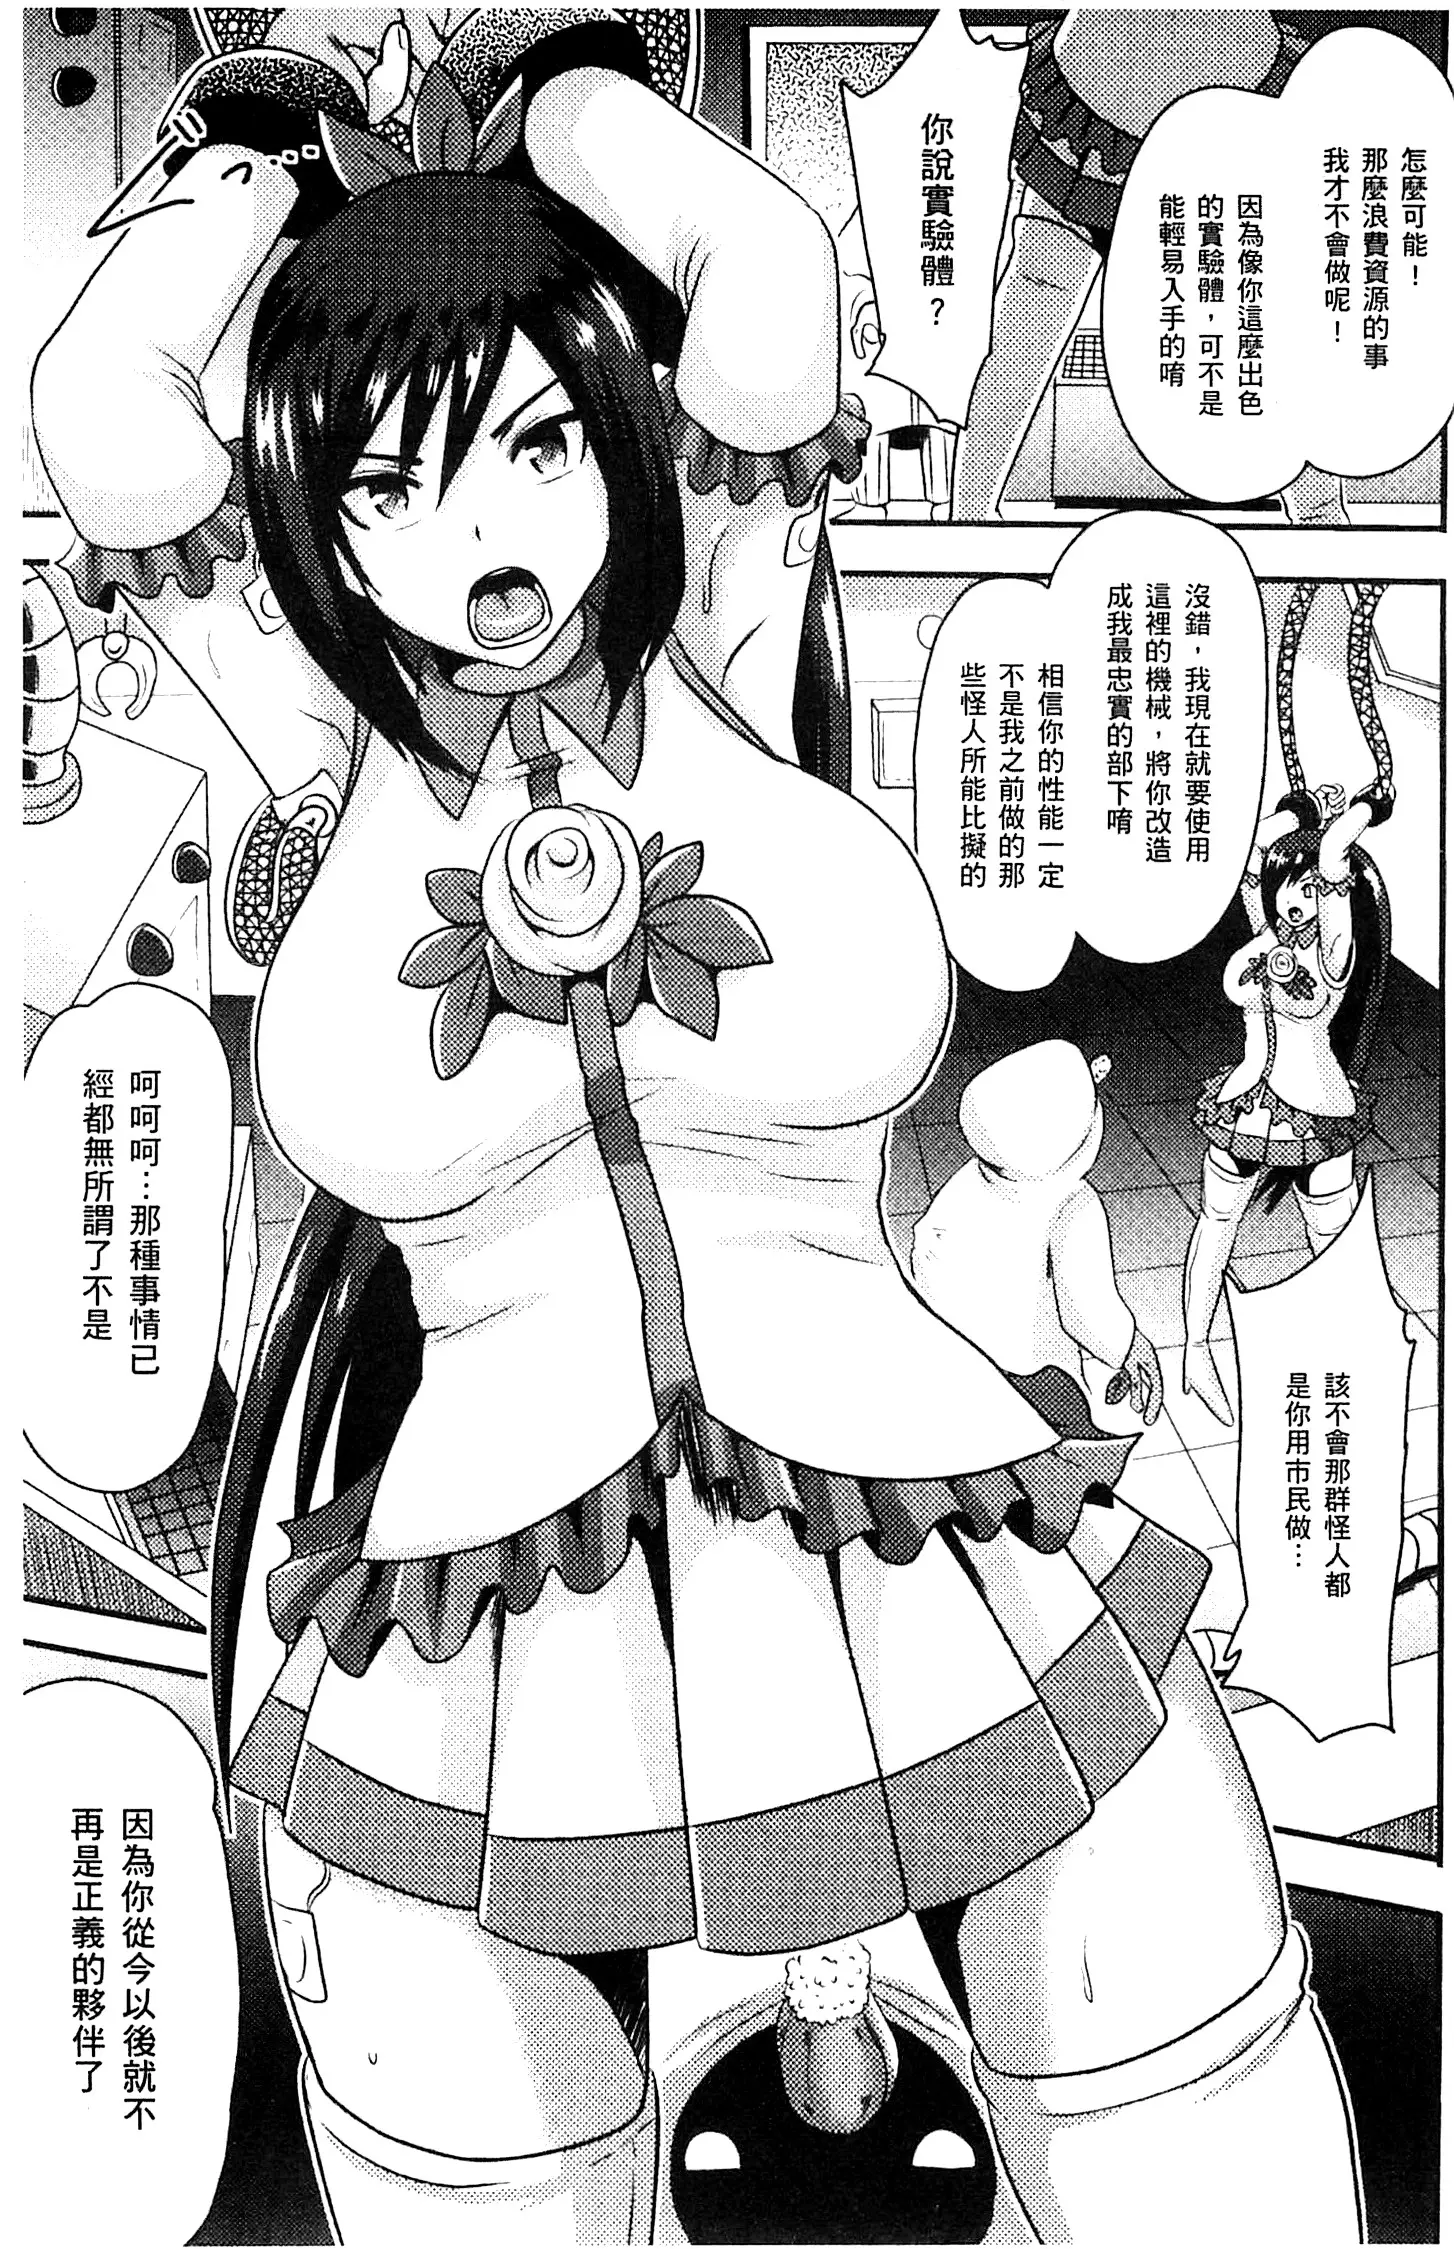 怎麼可能！
那麼浪費資源的事
我才不會做呢！
因為像你這麼出色
的實驗體，可不是
能輕易入手的唷
你說實驗體？
沒錯，我現在就要使用
這裡的機械，將你改造
成我最忠實的部下唷
相信你的性能一定
不是我之前做的那
些怪人所能比擬的
該不會那群怪人都
是你用市民做…
呵呵呵…那種事情已
經都無所謂了不是
因為你從今以後就不
再是正義的夥伴了